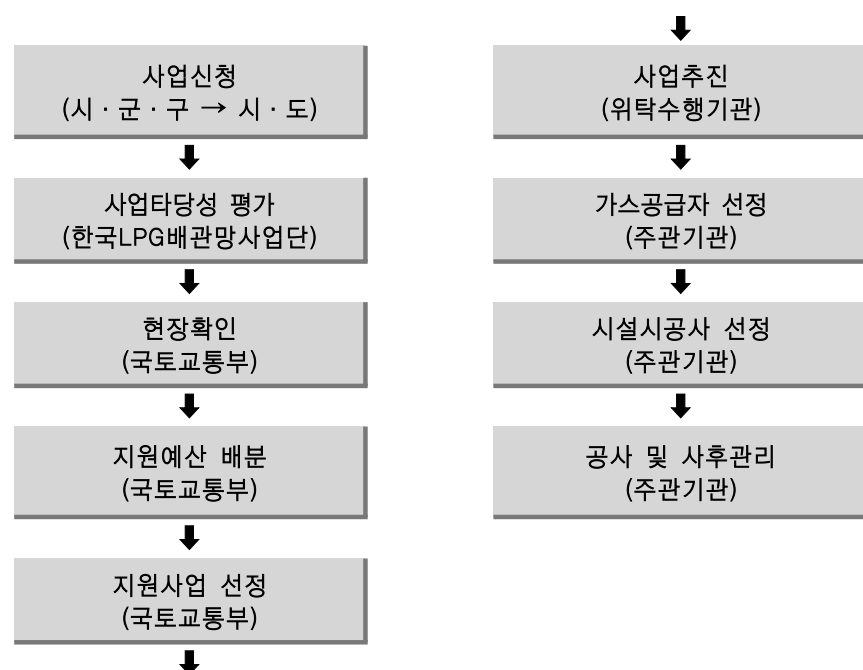 사업신청
(시 · 군 · 구 → 시 · 도)
사업타당성 평가
(한국LPG배관망사업단)
현장확인
(국토교통부)
지원예산 배분
(국토교통부)
지원사업 선정
(국토교통부)
사업추진
(위탁수행기관)
가스공급자 선정
(주관기관)
시설시공사 선정
(주관기관)
공사 및 사후관리
(주관기관)